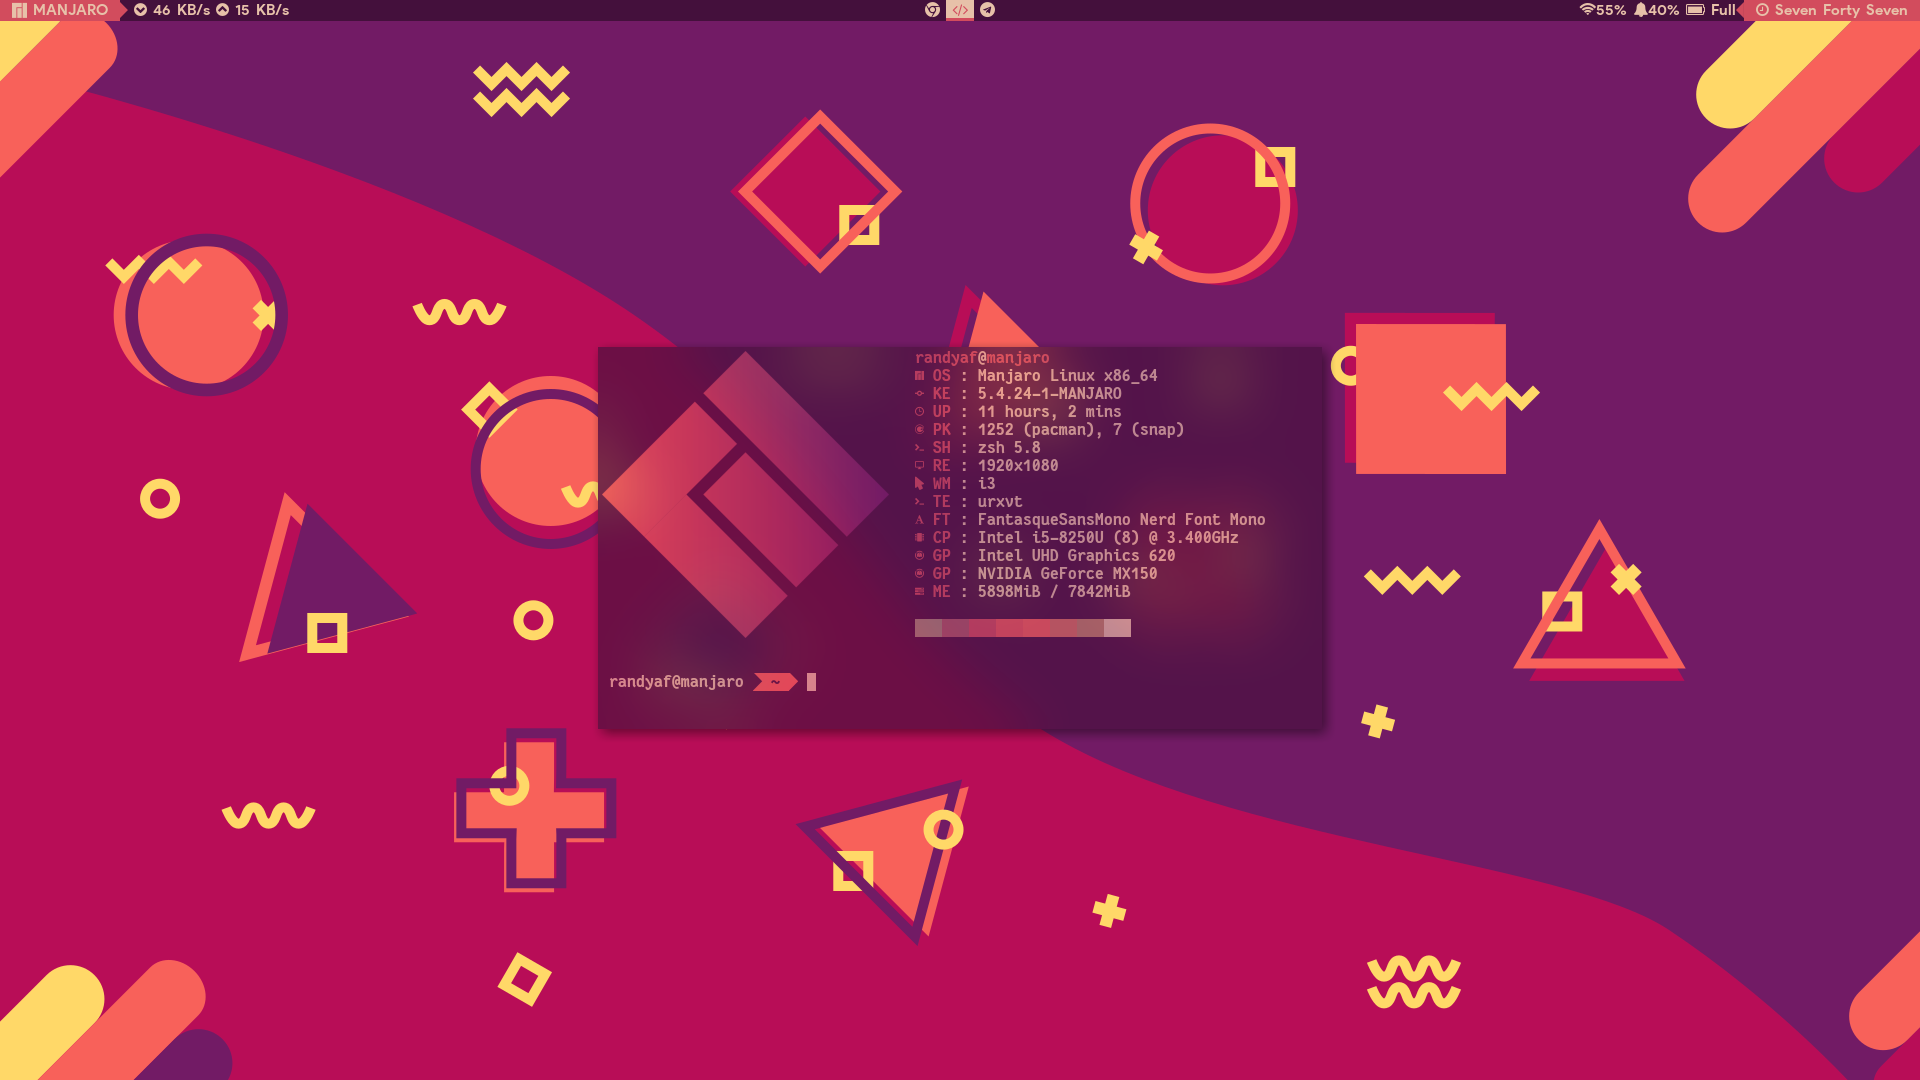 MANJARO 46 KB/s 15 KB/s </> 55% 40% Full Seven Forty Seven
randyaf@manjaro
OS : Manjaro Linux x86_64
KE : 5.4.24-1-MANJARO
UP : 11 hours, 2 mins
PK : 1252 (pacman), 7 (snap)
SH : zsh 5.8
RE : 1920x1080
WM : i3
TE : urxvt
FT : FantasqueSansMono Nerd Font Mono
CP : Intel i5-8250U (8) @ 3.400GHz
GP : Intel UHD Graphics 620
GP : NVIDIA GeForce MX150
ME : 5898MiB / 7842MiB
randyaf@manjaro ~